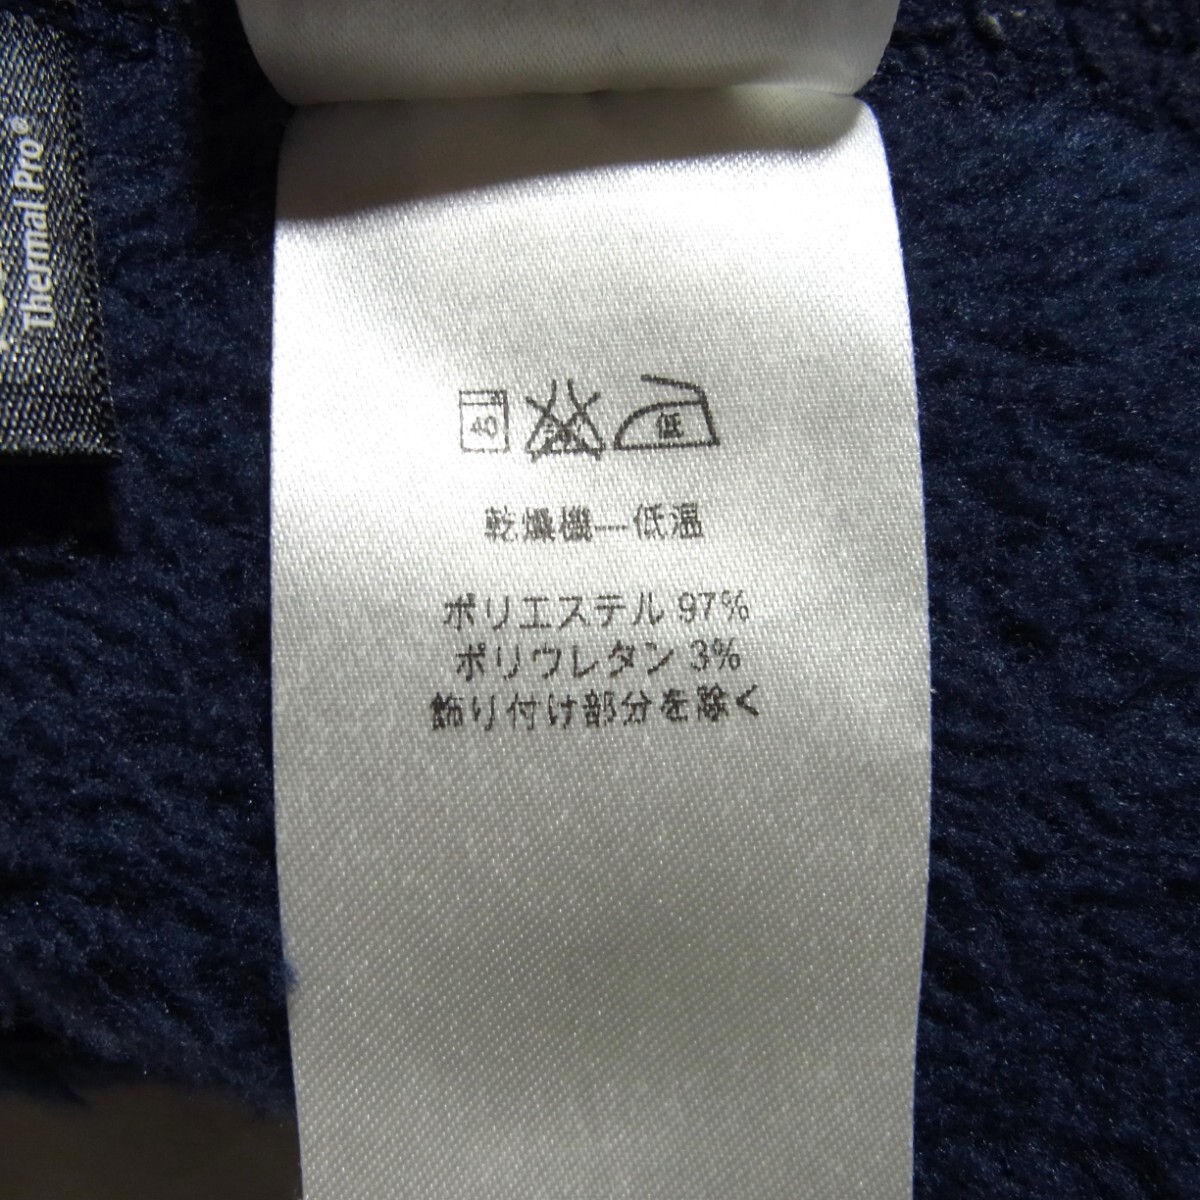 Thermal Pro®
40 低
乾燥機—低温
ポリエステル 97%
ポリウレタン 3%
飾り付け部分を除く